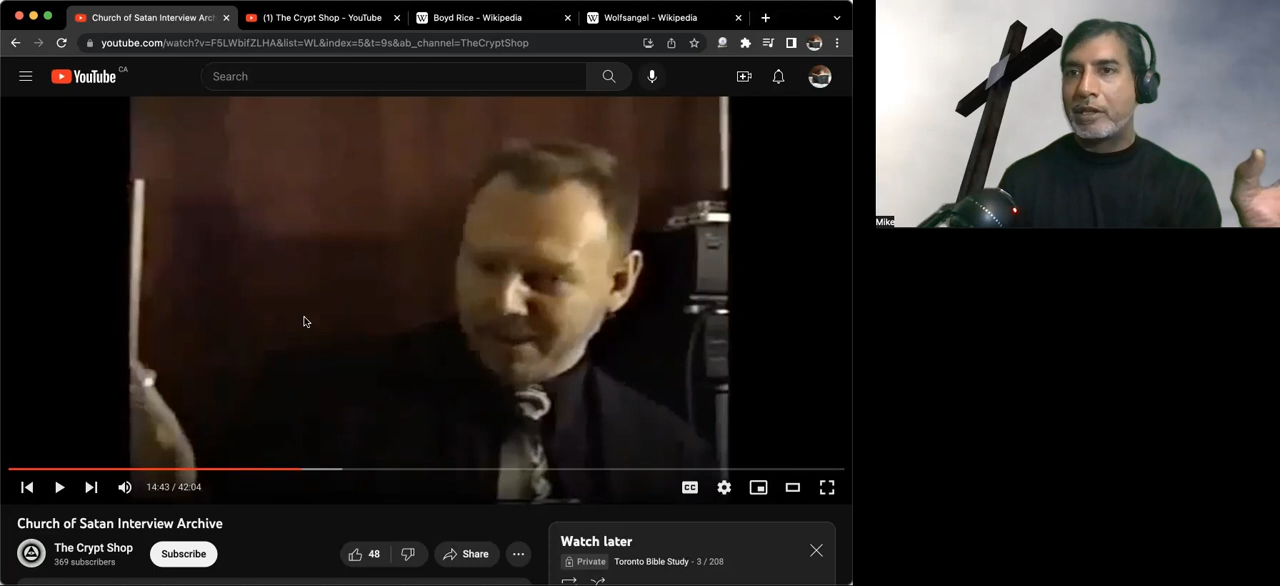 Church of Satan Interview Arch
(1) The Crypt Shop - YouTube
Boyd Rice - Wikipedia
Wolfsangel - Wikipedia
youtube.com/watch?v=F5LWbifZLHA&list=WL&index=5&t=9s&ab_channel=TheCryptShop
YouTube CA
Search
Mike
14:43 / 42:04
CC
Church of Satan Interview Archive
The Crypt Shop
369 subscribers
Subscribe
48
Share
Watch later
Private
Toronto Bible Study - 3 / 208